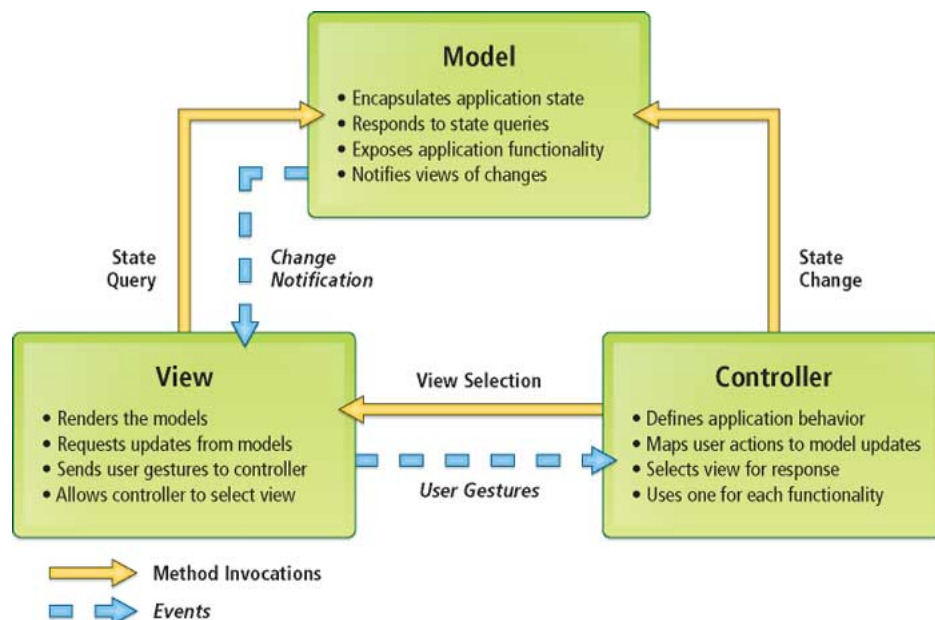 Model
• Encapsulates application state
• Responds to state queries
• Exposes application functionality
• Notifies views of changes
State
Query
Change
Notification
State
Change
View
• Renders the models
• Requests updates from models
• Sends user gestures to controller
• Allows controller to select view
View Selection
User Gestures
Controller
• Defines application behavior
• Maps user actions to model updates
• Selects view for response
• Uses one for each functionality
Method Invocations
Events